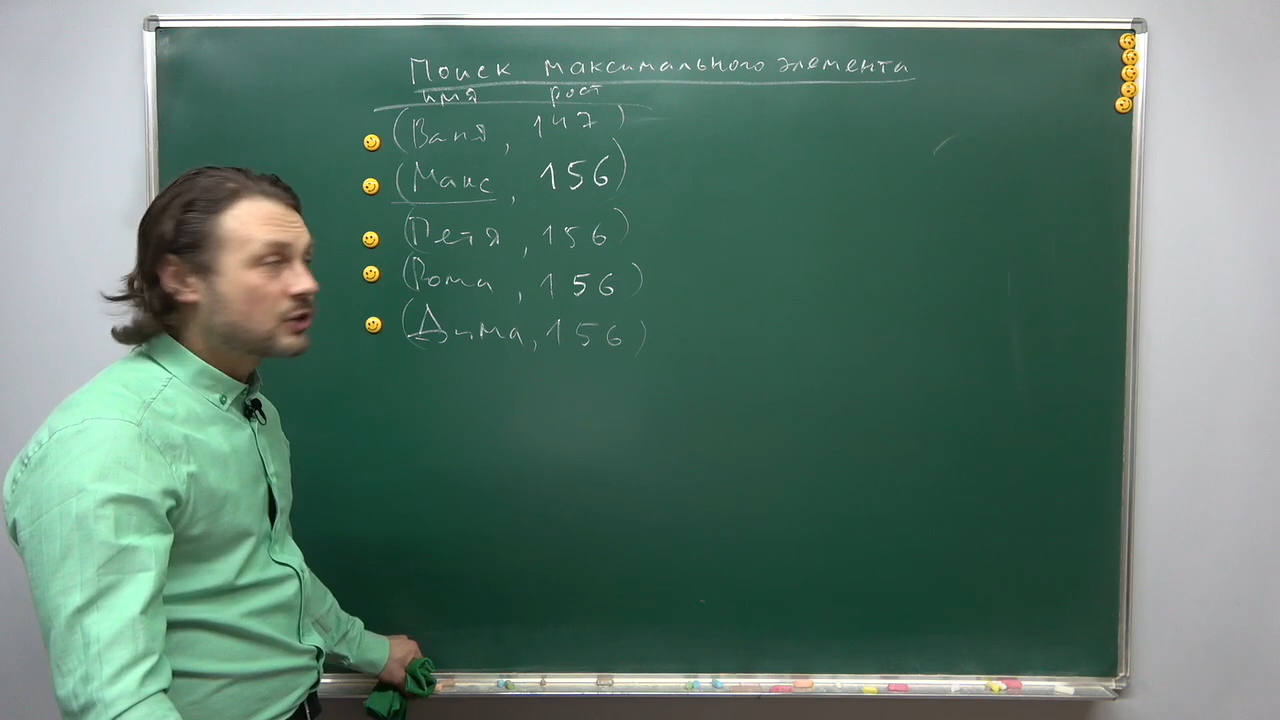 Поиск максимального элемента
имя рост
(Ваня, 147)
(Макс, 156)
(Петя, 156)
(Рома, 156)
(Дима, 156)